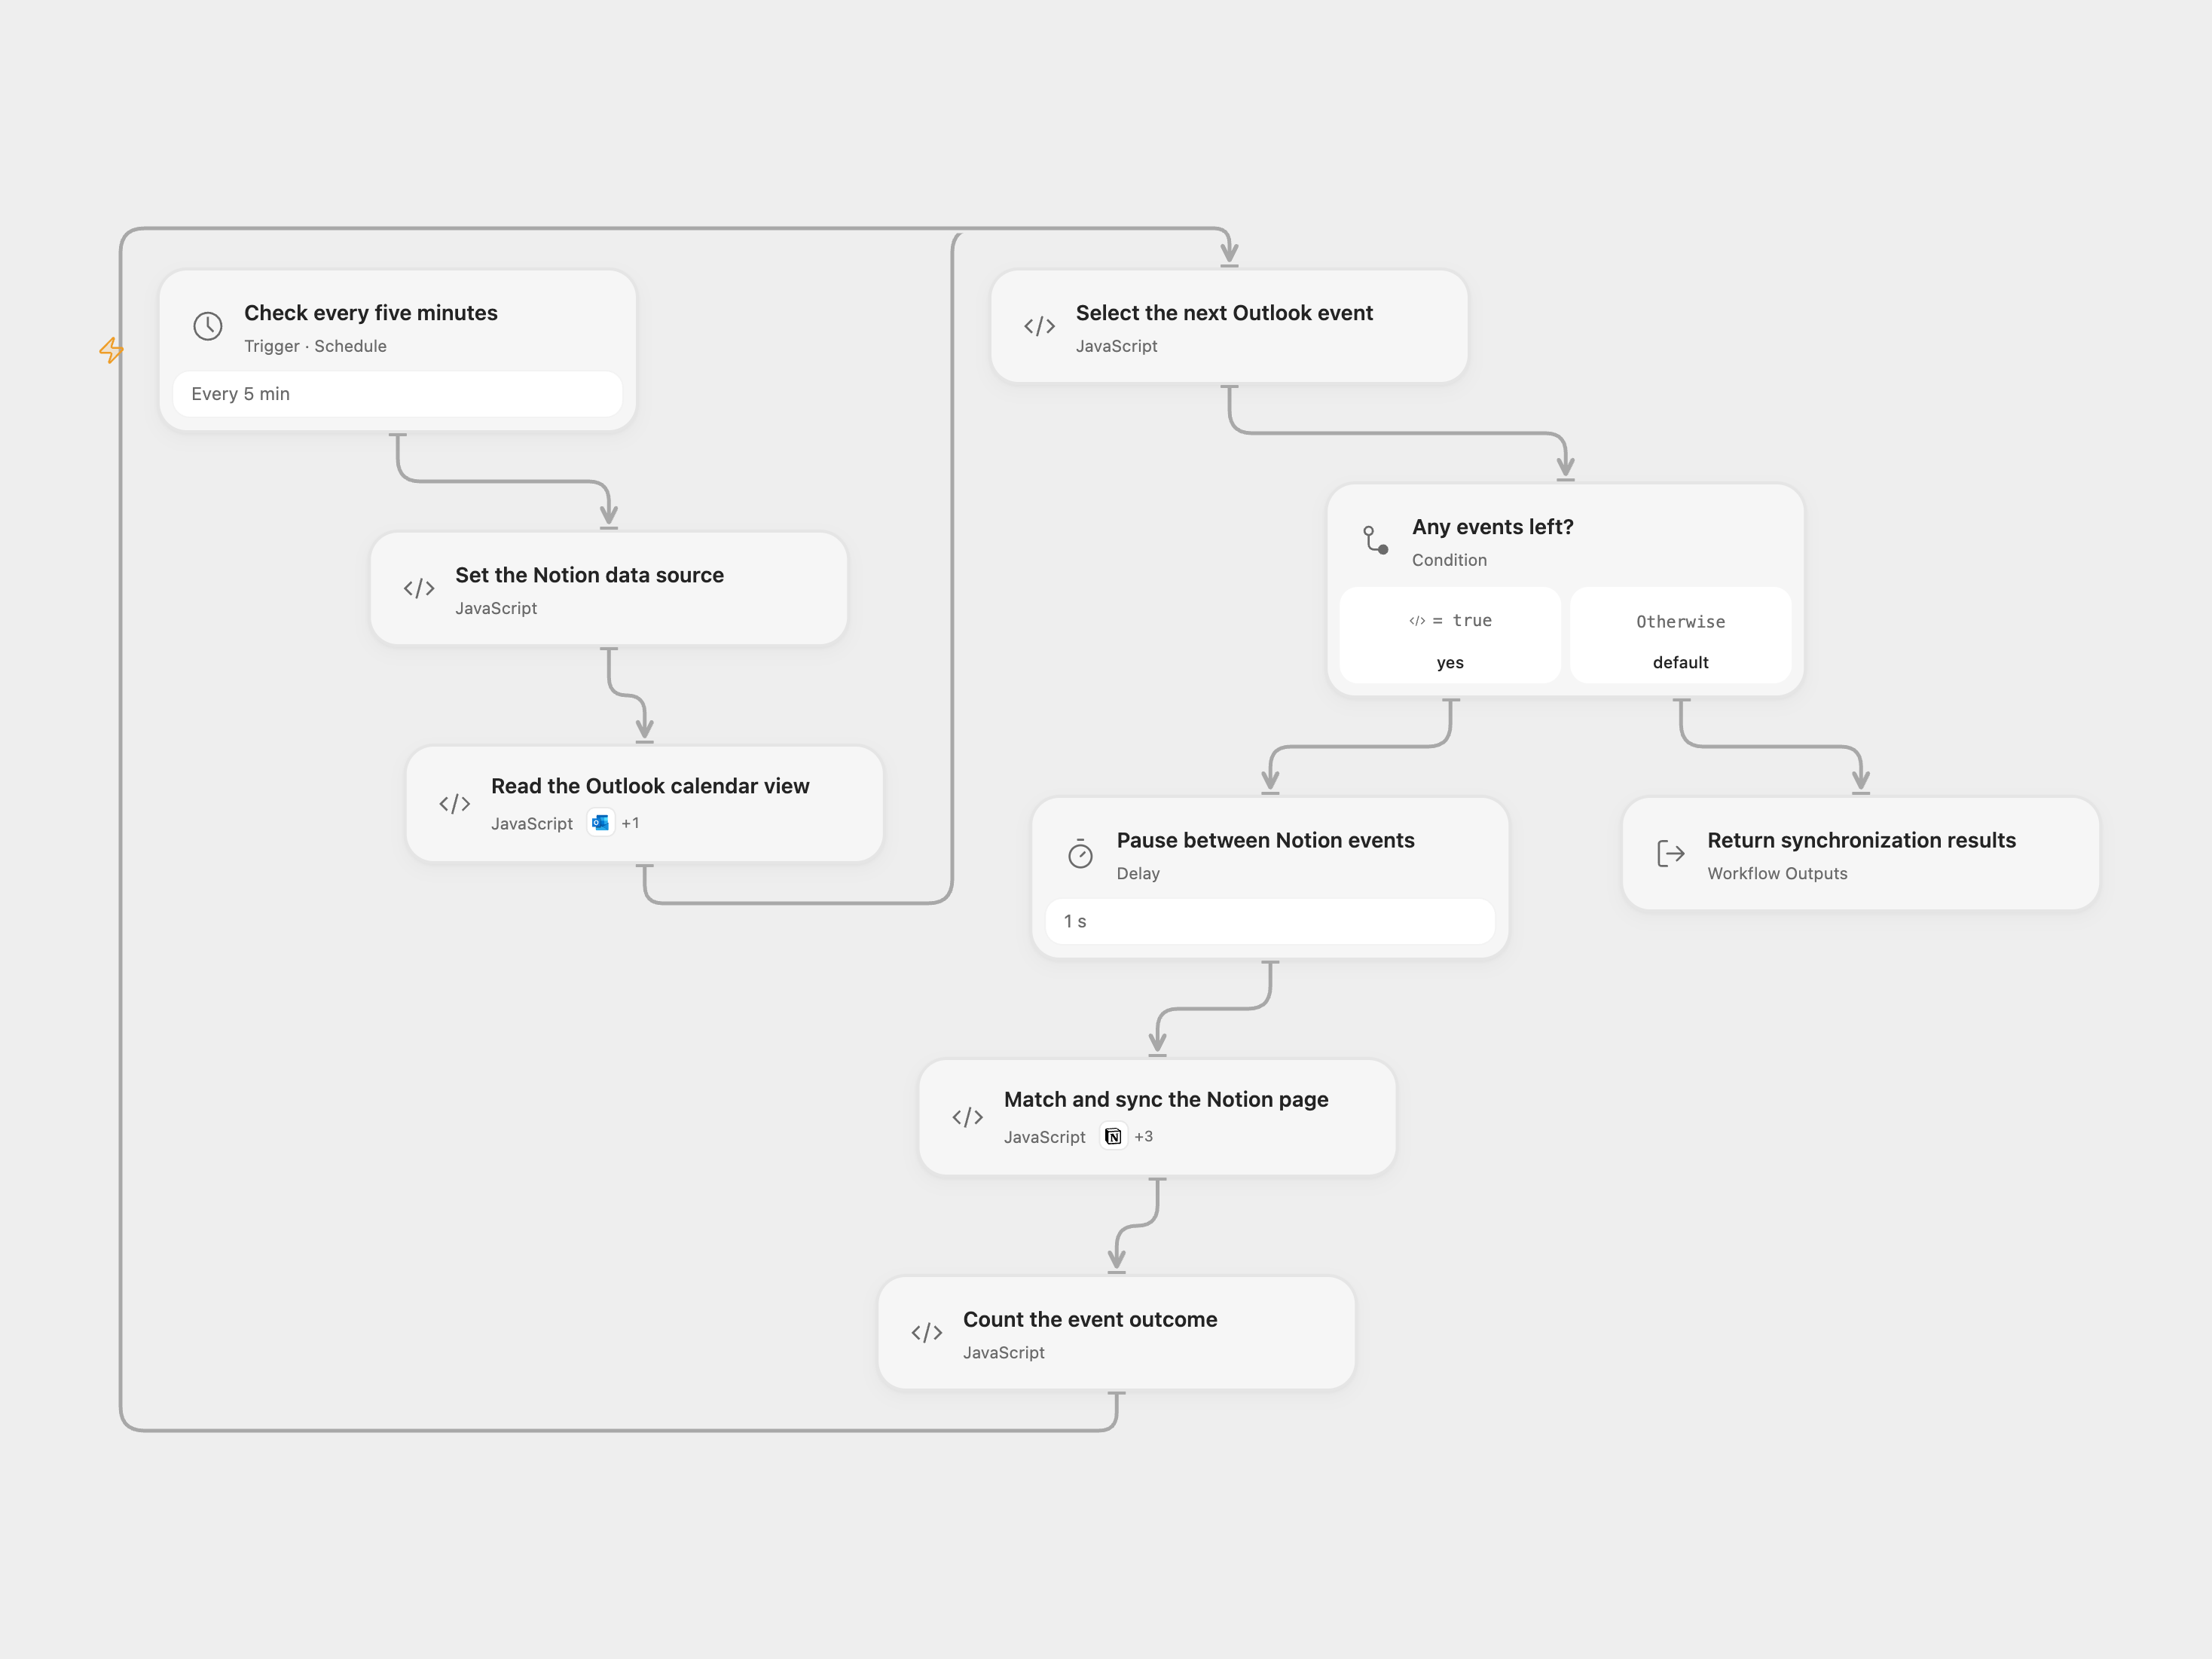 Check every five minutes
Trigger · Schedule
Every 5 min
Set the Notion data source
JavaScript
Read the Outlook calendar view
JavaScript +1
Select the next Outlook event
JavaScript
Any events left?
Condition
</> = true
yes
Otherwise
default
Pause between Notion events
Delay
1 s
Return synchronization results
Workflow Outputs
Match and sync the Notion page
JavaScript N +3
Count the event outcome
JavaScript